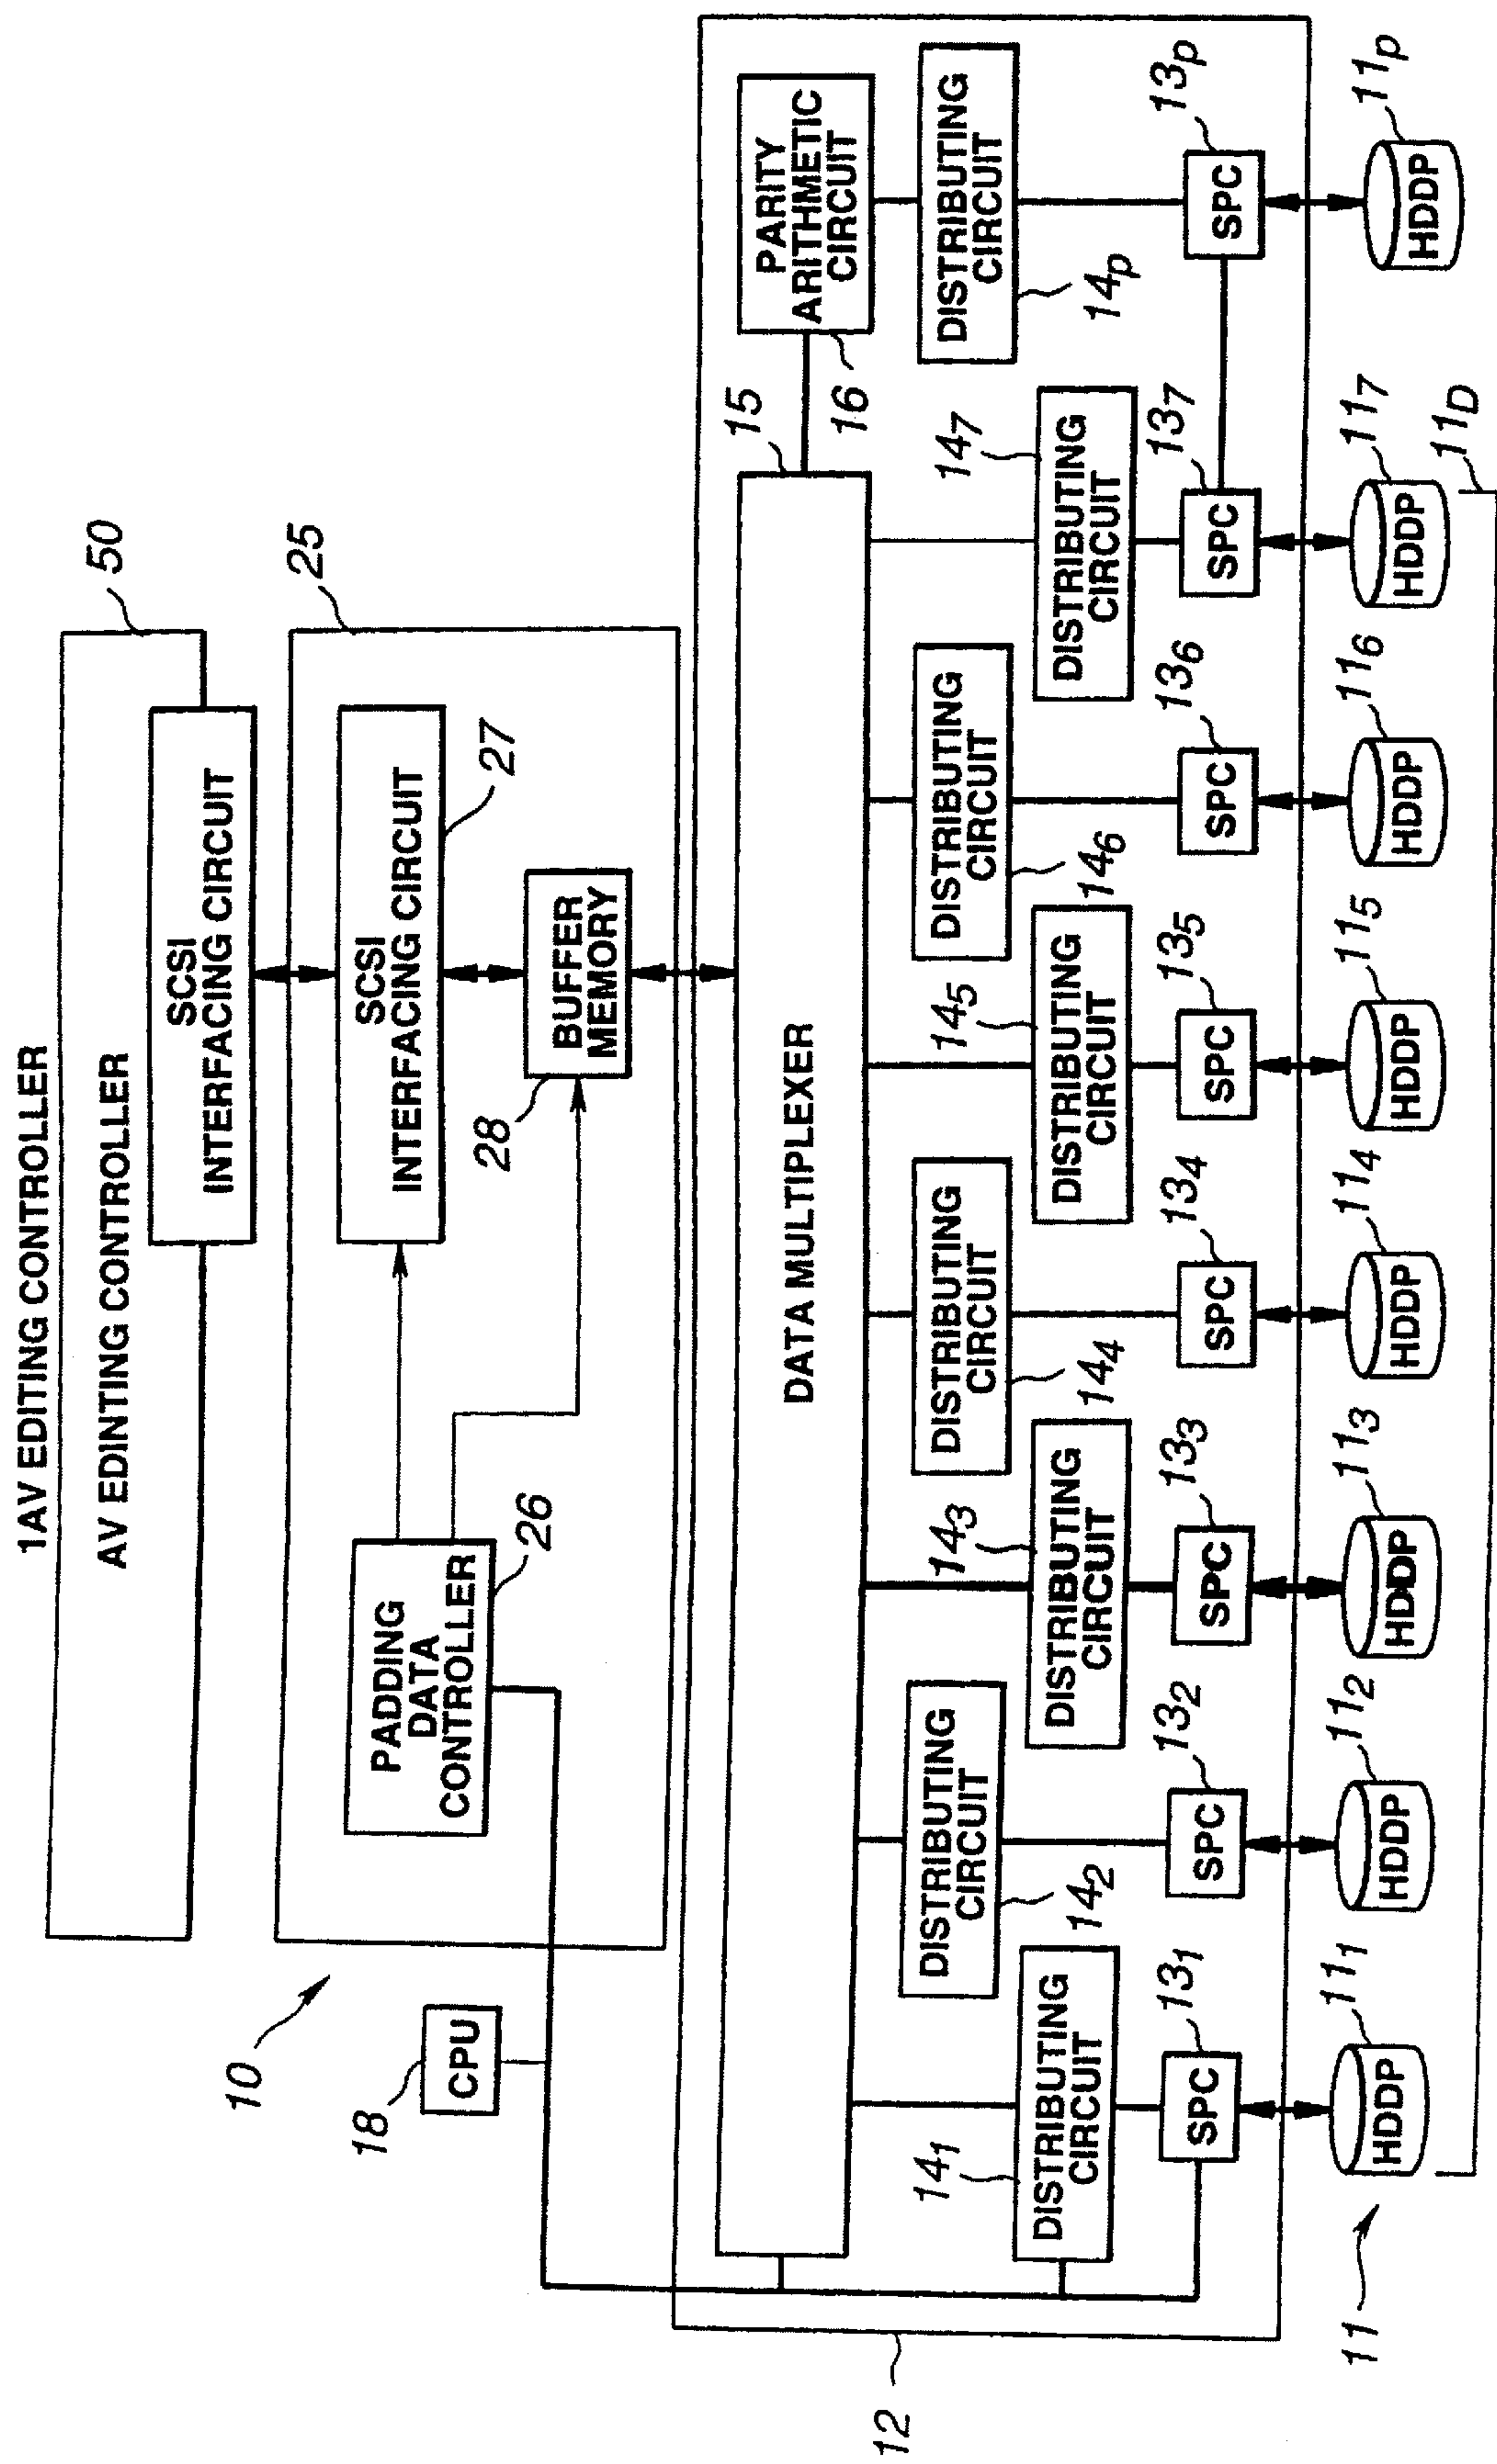 1AV EDITING CONTROLLER
AV EDINTING CONTROLLER
50
SCSI
INTERFACING CIRCUIT
25
SCSI
INTERFACING CIRCUIT
27
PADDING
DATA
CONTROLLER
26
28
BUFFER
MEMORY
10
18
CPU
DATA MULTIPLEXER
15
PARITY
ARITHMETIC
CIRCUIT
16
DISTRIBUTING
CIRCUIT
14₂
DISTRIBUTING
CIRCUIT
14₄
DISTRIBUTING
CIRCUIT
14₆
DISTRIBUTING
CIRCUIT
14p
14₁
DISTRIBUTING
CIRCUIT
14₃
DISTRIBUTING
CIRCUIT
14₅
DISTRIBUTING
CIRCUIT
14₇
DISTRIBUTING
CIRCUIT
13₁
13₂
13₃
13₄
13₅
13₆
13₇
13p
SPC
SPC
SPC
SPC
SPC
SPC
SPC
SPC
12
11
11₁
11₂
11₃
11₄
11₅
11₆
11₇
11p
HDDP
HDDP
HDDP
HDDP
HDDP
HDDP
HDDP
HDDP
11D